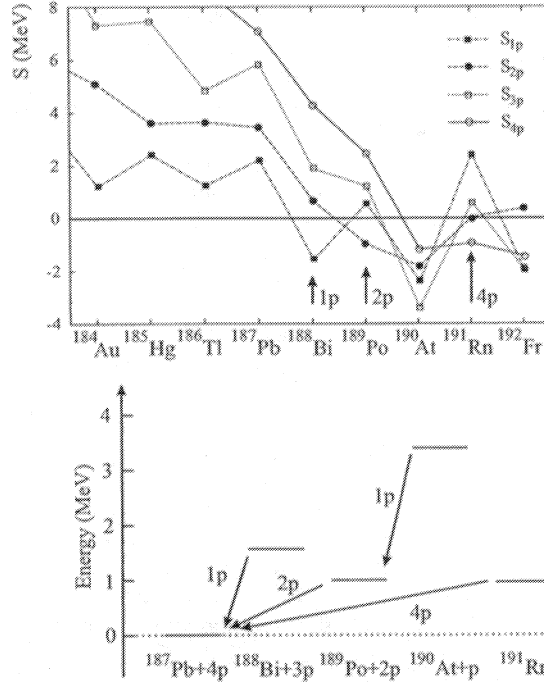 S (MeV)
8
6
4
2
0
-2
-4
S1p
S2p
S3p
S4p
1p
2p
4p
184Au 185Hg 186Tl 187Pb 188Bi 189Po 190At 191Rn 192Fr
Energy (MeV)
4
3
2
1
0
1p
2p
1p
4p
187Pb+4p 188Bi+3p 189Po+2p 190At+p 191Rn